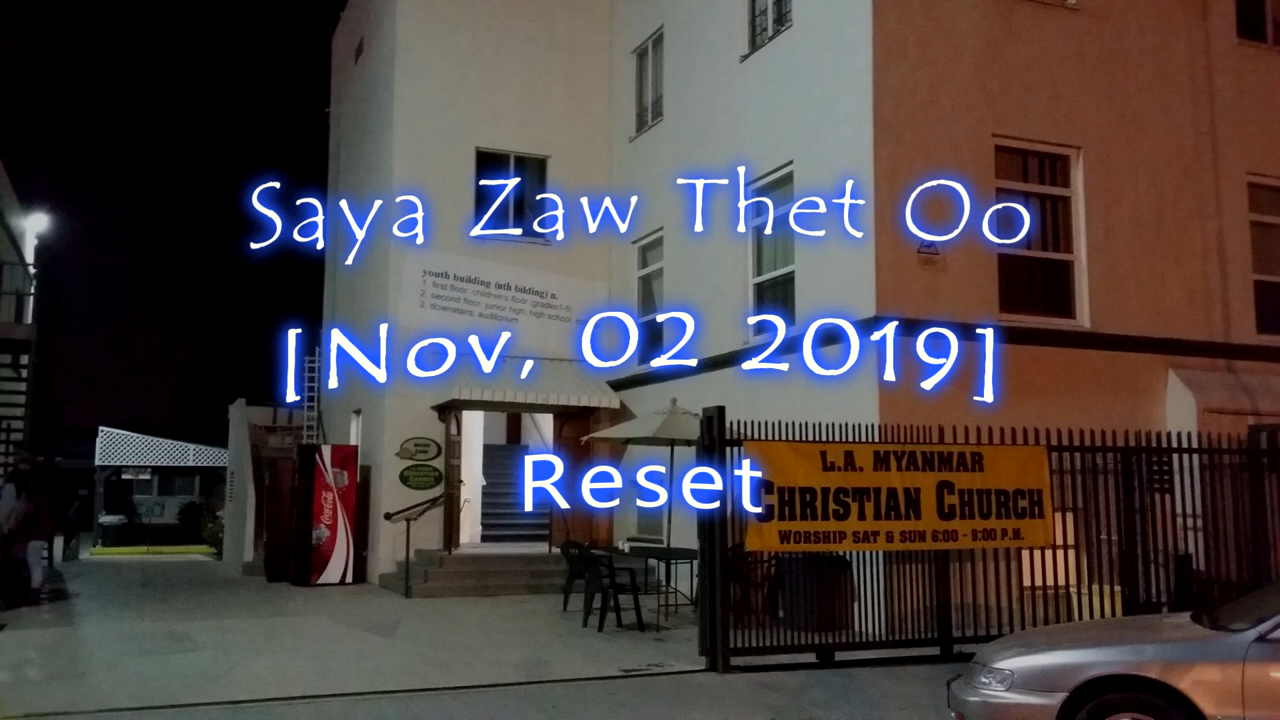 Saya Zaw Thet Oo
youth building (uth bilding) n.
1. first floor: children's floor (grades1-6)
2. second floor, junior high, high school
3. downstairs, auditorium
[Nov, 02 2019]
Reset
Coca-Cola
L.A. MYANMAR
CHRISTIAN CHURCH
WORSHIP SAT & SUN 6:00 - 9:00 P.M.